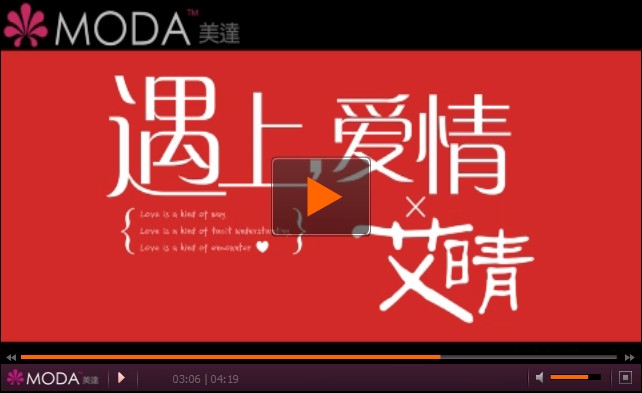 MODA™ 美達
遇上,爱情
× 艾晴
{ Love is a kind of way
Love is a kind of tacit understanding
Love is a kind of encounter ♥ }
MODA 美達 03:06 | 04:19